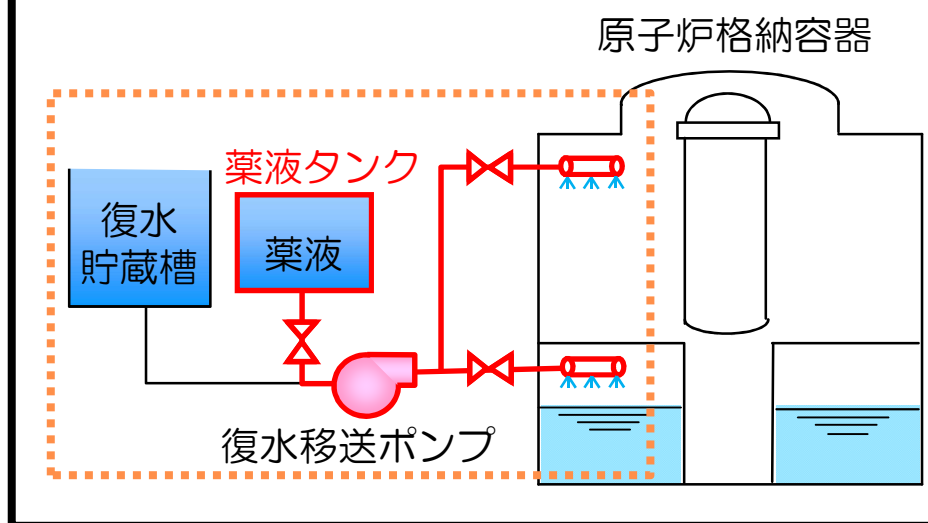 原子炉格納容器
薬液タンク
復水
貯蔵槽
薬液
復水移送ポンプ